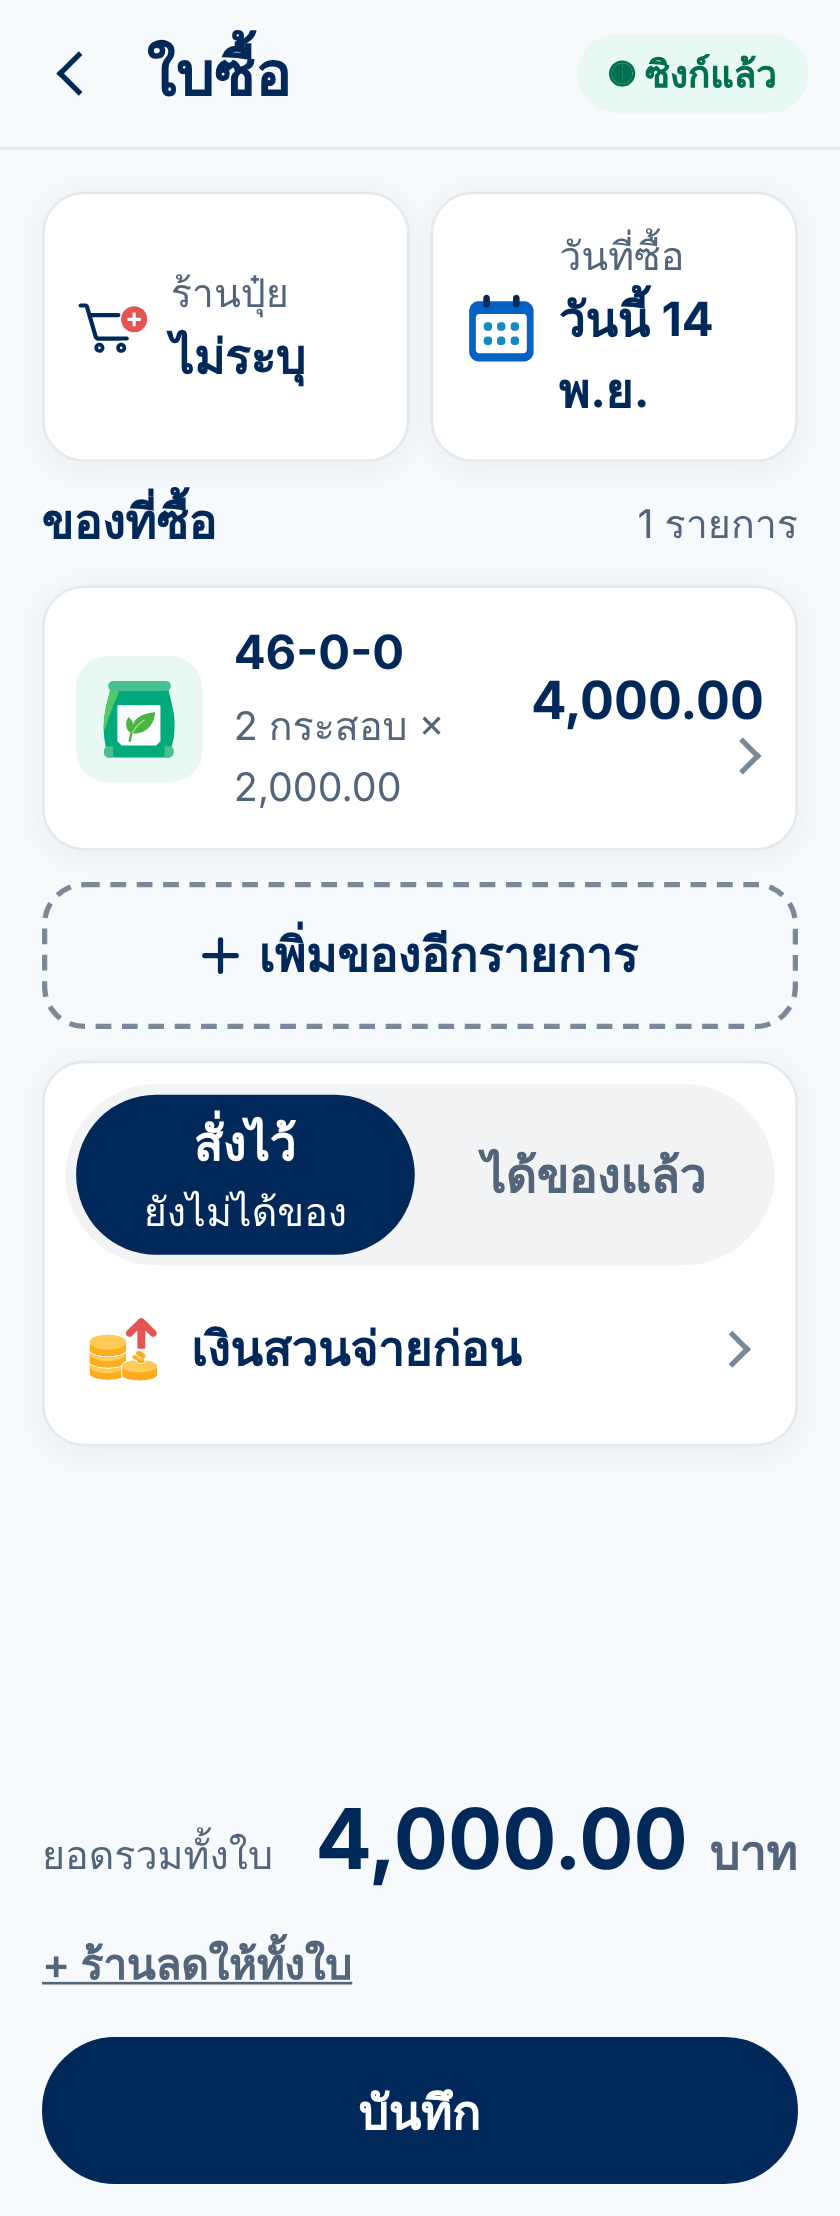 ใบซื้อ
ซิงก์แล้ว
ร้านปุ๋ย
ไม่ระบุ
วันที่ซื้อ
วันนี้ 14
พ.ย.
ของที่ซื้อ
1 รายการ
46-0-0
2 กระสอบ ×
2,000.00
4,000.00
+ เพิ่มของอีกรายการ
สั่งไว้
ยังไม่ได้ของ
ได้ของแล้ว
เงินสวนจ่ายก่อน
ยอดรวมทั้งใบ 4,000.00 บาท
+ ร้านลดให้ทั้งใบ
บันทึก